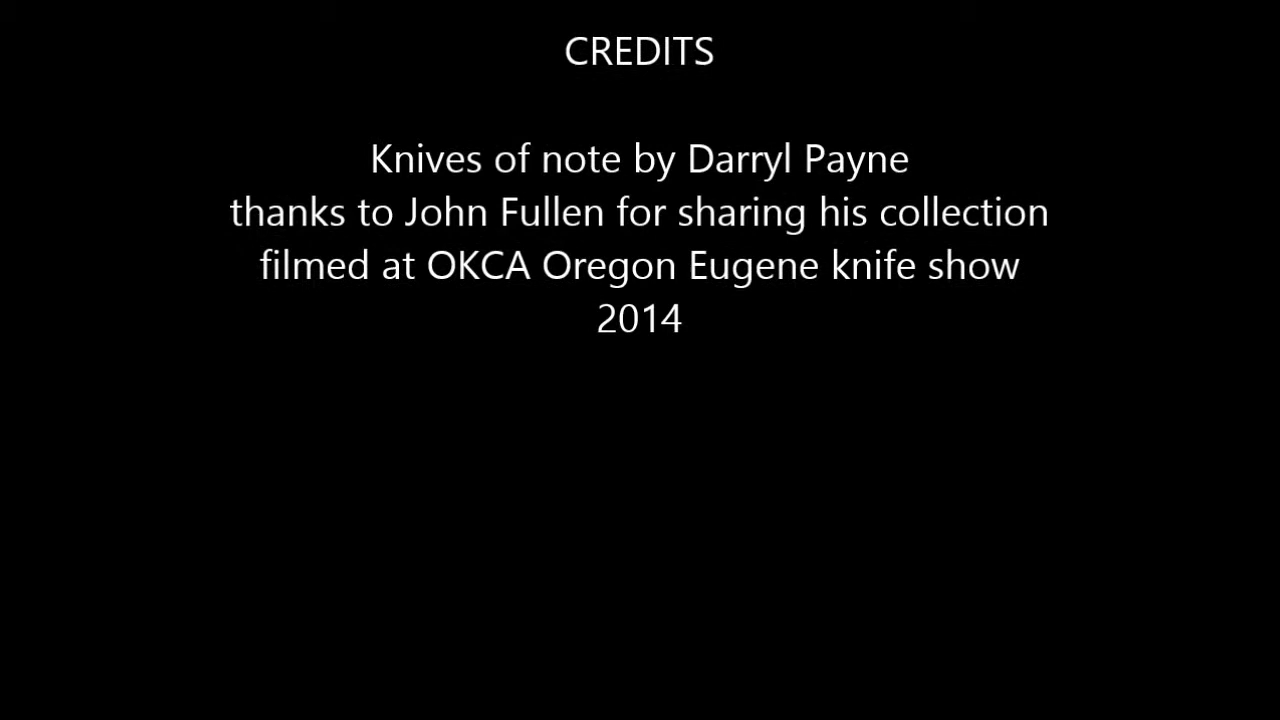 CREDITS
Knives of note by Darryl Payne
thanks to John Fullen for sharing his collection
filmed at OKCA Oregon Eugene knife show
2014